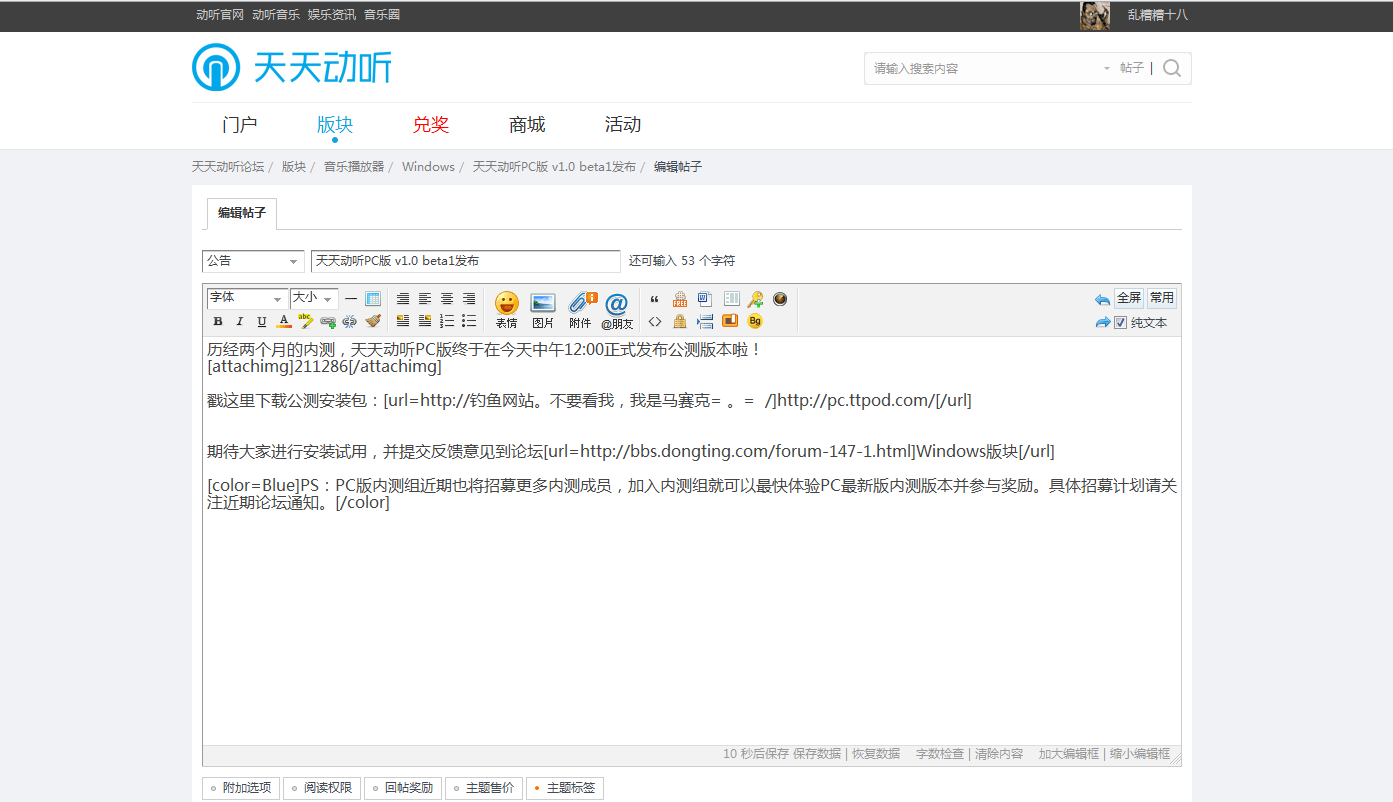 动听官网 动听音乐 娱乐资讯 音乐圈 乱糟糟十八
天天动听
请输入搜索内容 帖子 |
门户 版块 兑奖 商城 活动
天天动听论坛 / 版块 / 音乐播放器 / Windows / 天天动听PC版 v1.0 beta1发布 / 编辑帖子
编辑帖子
公告 天天动听PC版 v1.0 beta1发布 还可输入 53 个字符
字体 大小 FREE W 全屏 常用
B I U A abc 表情 图片 附件 @朋友 <> Bg 纯文本
历经两个月的内测，天天动听PC版终于在今天中午12:00正式发布公测版本啦！
[attachimg]211286[/attachimg]
戳这里下载公测安装包：[url=http://钓鱼网站。不要看我，我是马赛克= 。= /]http://pc.ttpod.com/[/url]
期待大家进行安装试用，并提交反馈意见到论坛[url=http://bbs.dongting.com/forum-147-1.html]Windows版块[/url]
[color=Blue]PS：PC版内测组近期也将招募更多内测成员，加入内测组就可以最快体验PC最新版内测版本并参与奖励。具体招募计划请关
注近期论坛通知。[/color]
10 秒后保存 保存数据 | 恢复数据 字数检查 | 清除内容 加大编辑框 | 缩小编辑框
附加选项 阅读权限 回帖奖励 主题售价 主题标签